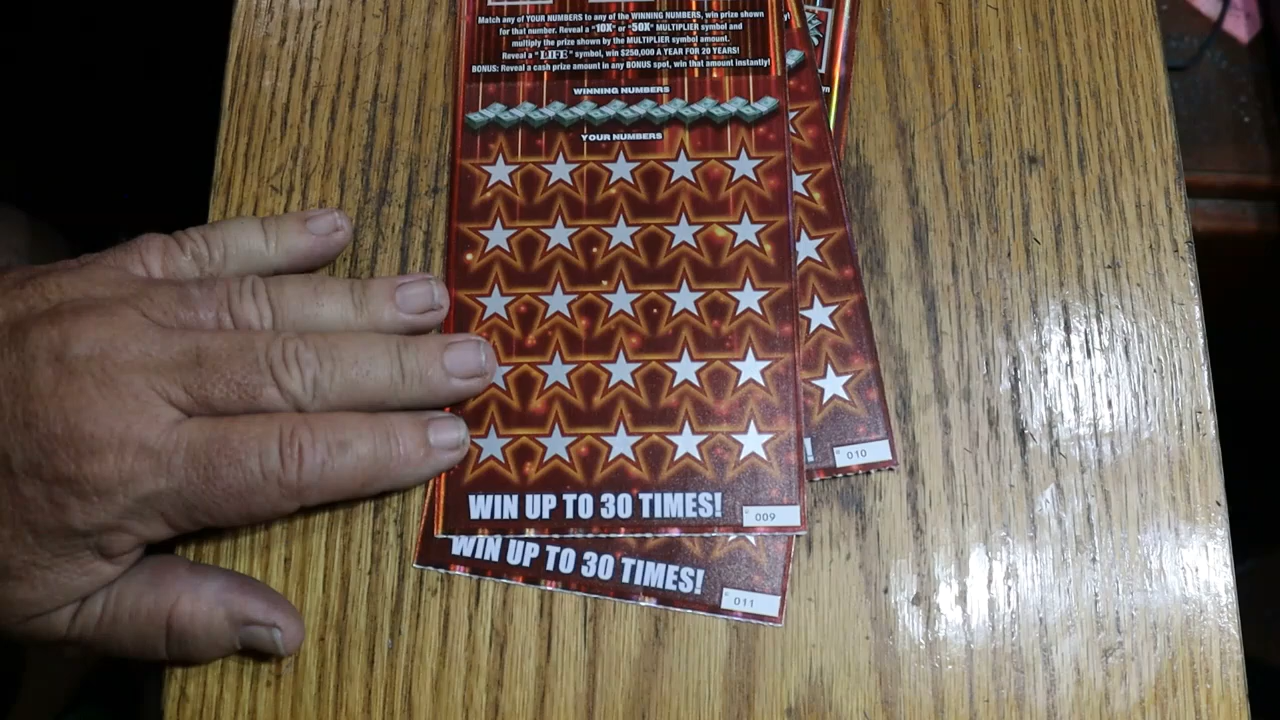 Match any of YOUR NUMBERS to any of the WINNING NUMBERS, win prize shown
for that number. Reveal a "10X" or "50X" MULTIPLIER symbol and
multiply the prize shown by the MULTIPLIER symbol amount.
Reveal a "LIFE" symbol, win $250,000 A YEAR FOR 20 YEARS!
BONUS: Reveal a cash prize amount in any BONUS spot, win that amount instantly!
WINNING NUMBERS
YOUR NUMBERS
WIN UP TO 30 TIMES!
009
! 010
WIN UP TO 30 TIMES!
011